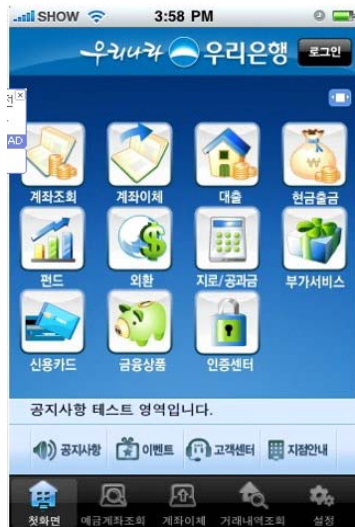 SHOW 3:58 PM
우리나라 우리은행 로그인
전
AD
계좌조회 계좌이체 대출 현금출금
펀드 외환 지로/공과금 부가서비스
신용카드 금융상품 인증센터
공지사항 테스트 영역입니다.
공지사항 이벤트 고객센터 지점안내
첫화면 예금계좌조회 계좌이체 거래내역조회 설정